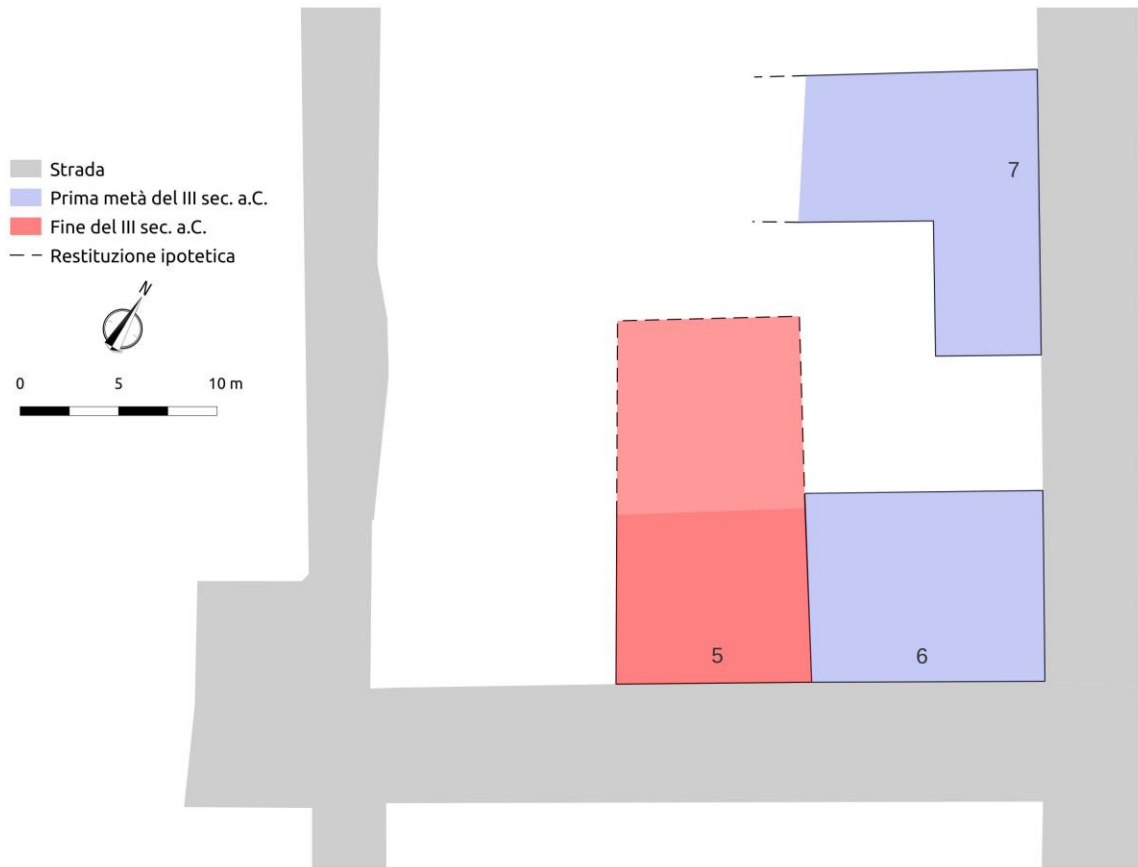 7
Strada
Prima metà del III sec. a.C.
Fine del III sec. a.C.
Restituzione ipotetica
N
0 5 10 m
5 6